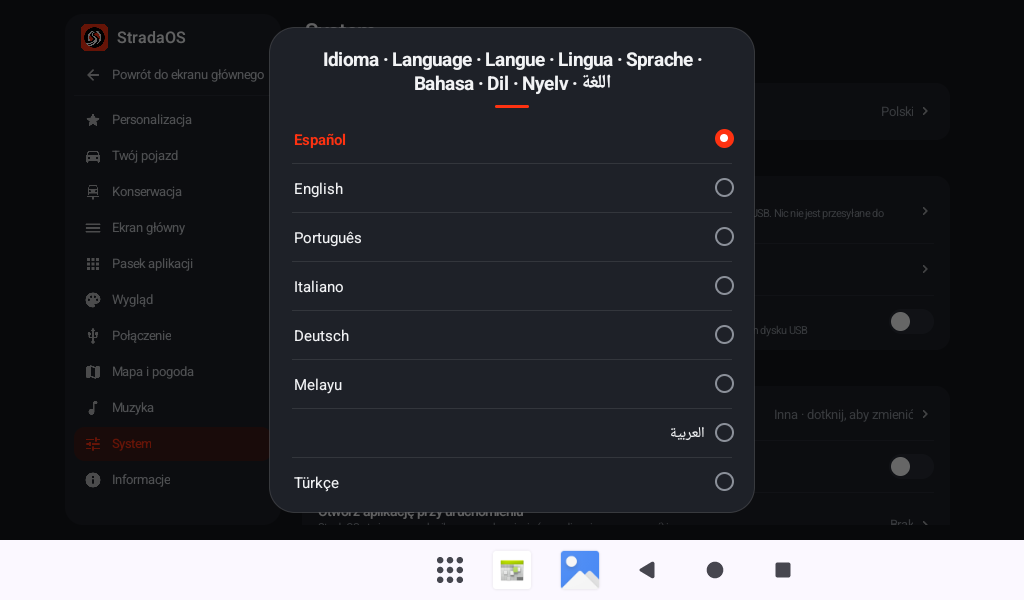 StradaOS
Powrót do ekranu głównego
Personalizacja
Twój pojazd
Konserwacja
Ekran główny
Pasek aplikacji
Wygląd
Połączenie
Mapa i pogoda
Muzyka
System
Informacje
System
Idioma · Language · Langue · Lingua · Sprache ·
Bahasa · Dil · Nyelv · اللغة
Español
English
Português
Italiano
Deutsch
Melayu
العربية
Türkçe
Polski
USB. Nic nie jest przesyłane do
dysku USB
Inna · dotknij, aby zmienić
Otwórz aplikację przy uruchomieniu
Brak